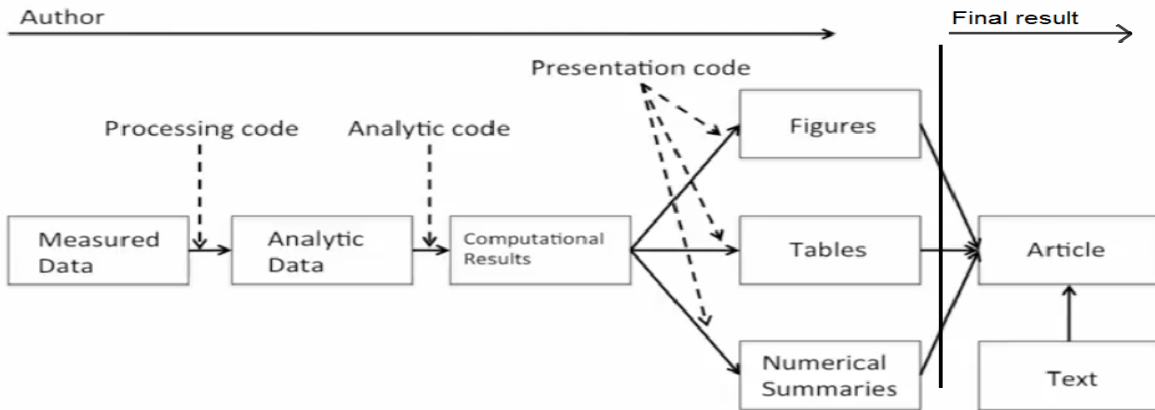 Author
Final result
Presentation code
Processing code
Analytic code
Figures
Measured
Data
Analytic
Data
Computational
Results
Tables
Article
Numerical
Summaries
Text